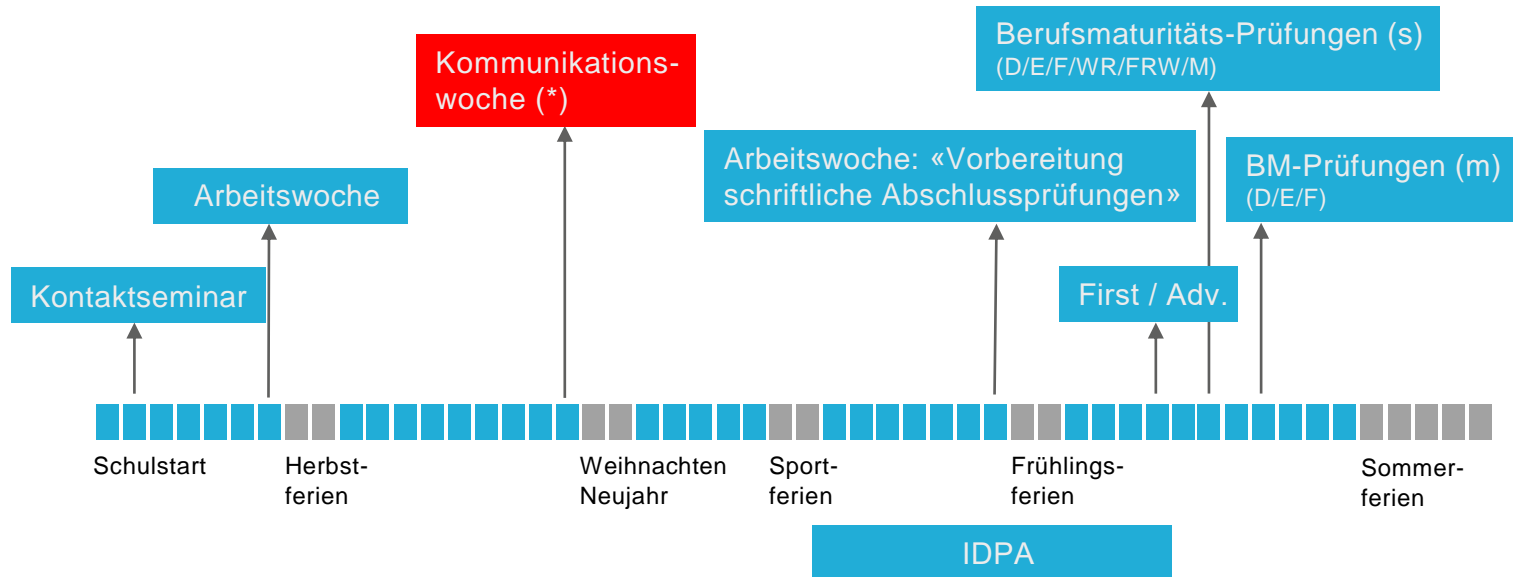 Berufsmaturitäts-Prüfungen (s)
(D/E/F/WR/FRW/M)
Kommunikations-
woche (*)
Arbeitswoche: «Vorbereitung
schriftliche Abschlussprüfungen»
BM-Prüfungen (m)
(D/E/F)
Arbeitswoche
Kontaktseminar
First / Adv.
Schulstart
Herbst-
ferien
Weihnachten
Neujahr
Sport-
ferien
Frühlings-
ferien
Sommer-
ferien
IDPA